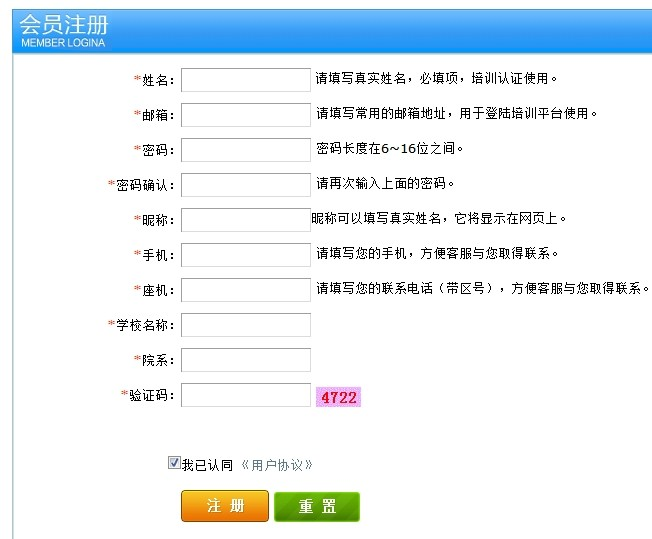 会员注册
MEMBER LOGINA
*姓名： 请填写真实姓名，必填项，培训认证使用。
*邮箱： 请填写常用的邮箱地址，用于登陆培训平台使用。
*密码： 密码长度在6~16位之间。
*密码确认： 请再次输入上面的密码。
*昵称： 昵称可以填写真实姓名，它将显示在网页上。
*手机： 请填写您的手机，方便客服与您取得联系。
*座机： 请填写您的联系电话（带区号），方便客服与您取得联系。
*学校名称：
*院系：
*验证码： 4722
我已认同《用户协议》
注 册 重 置